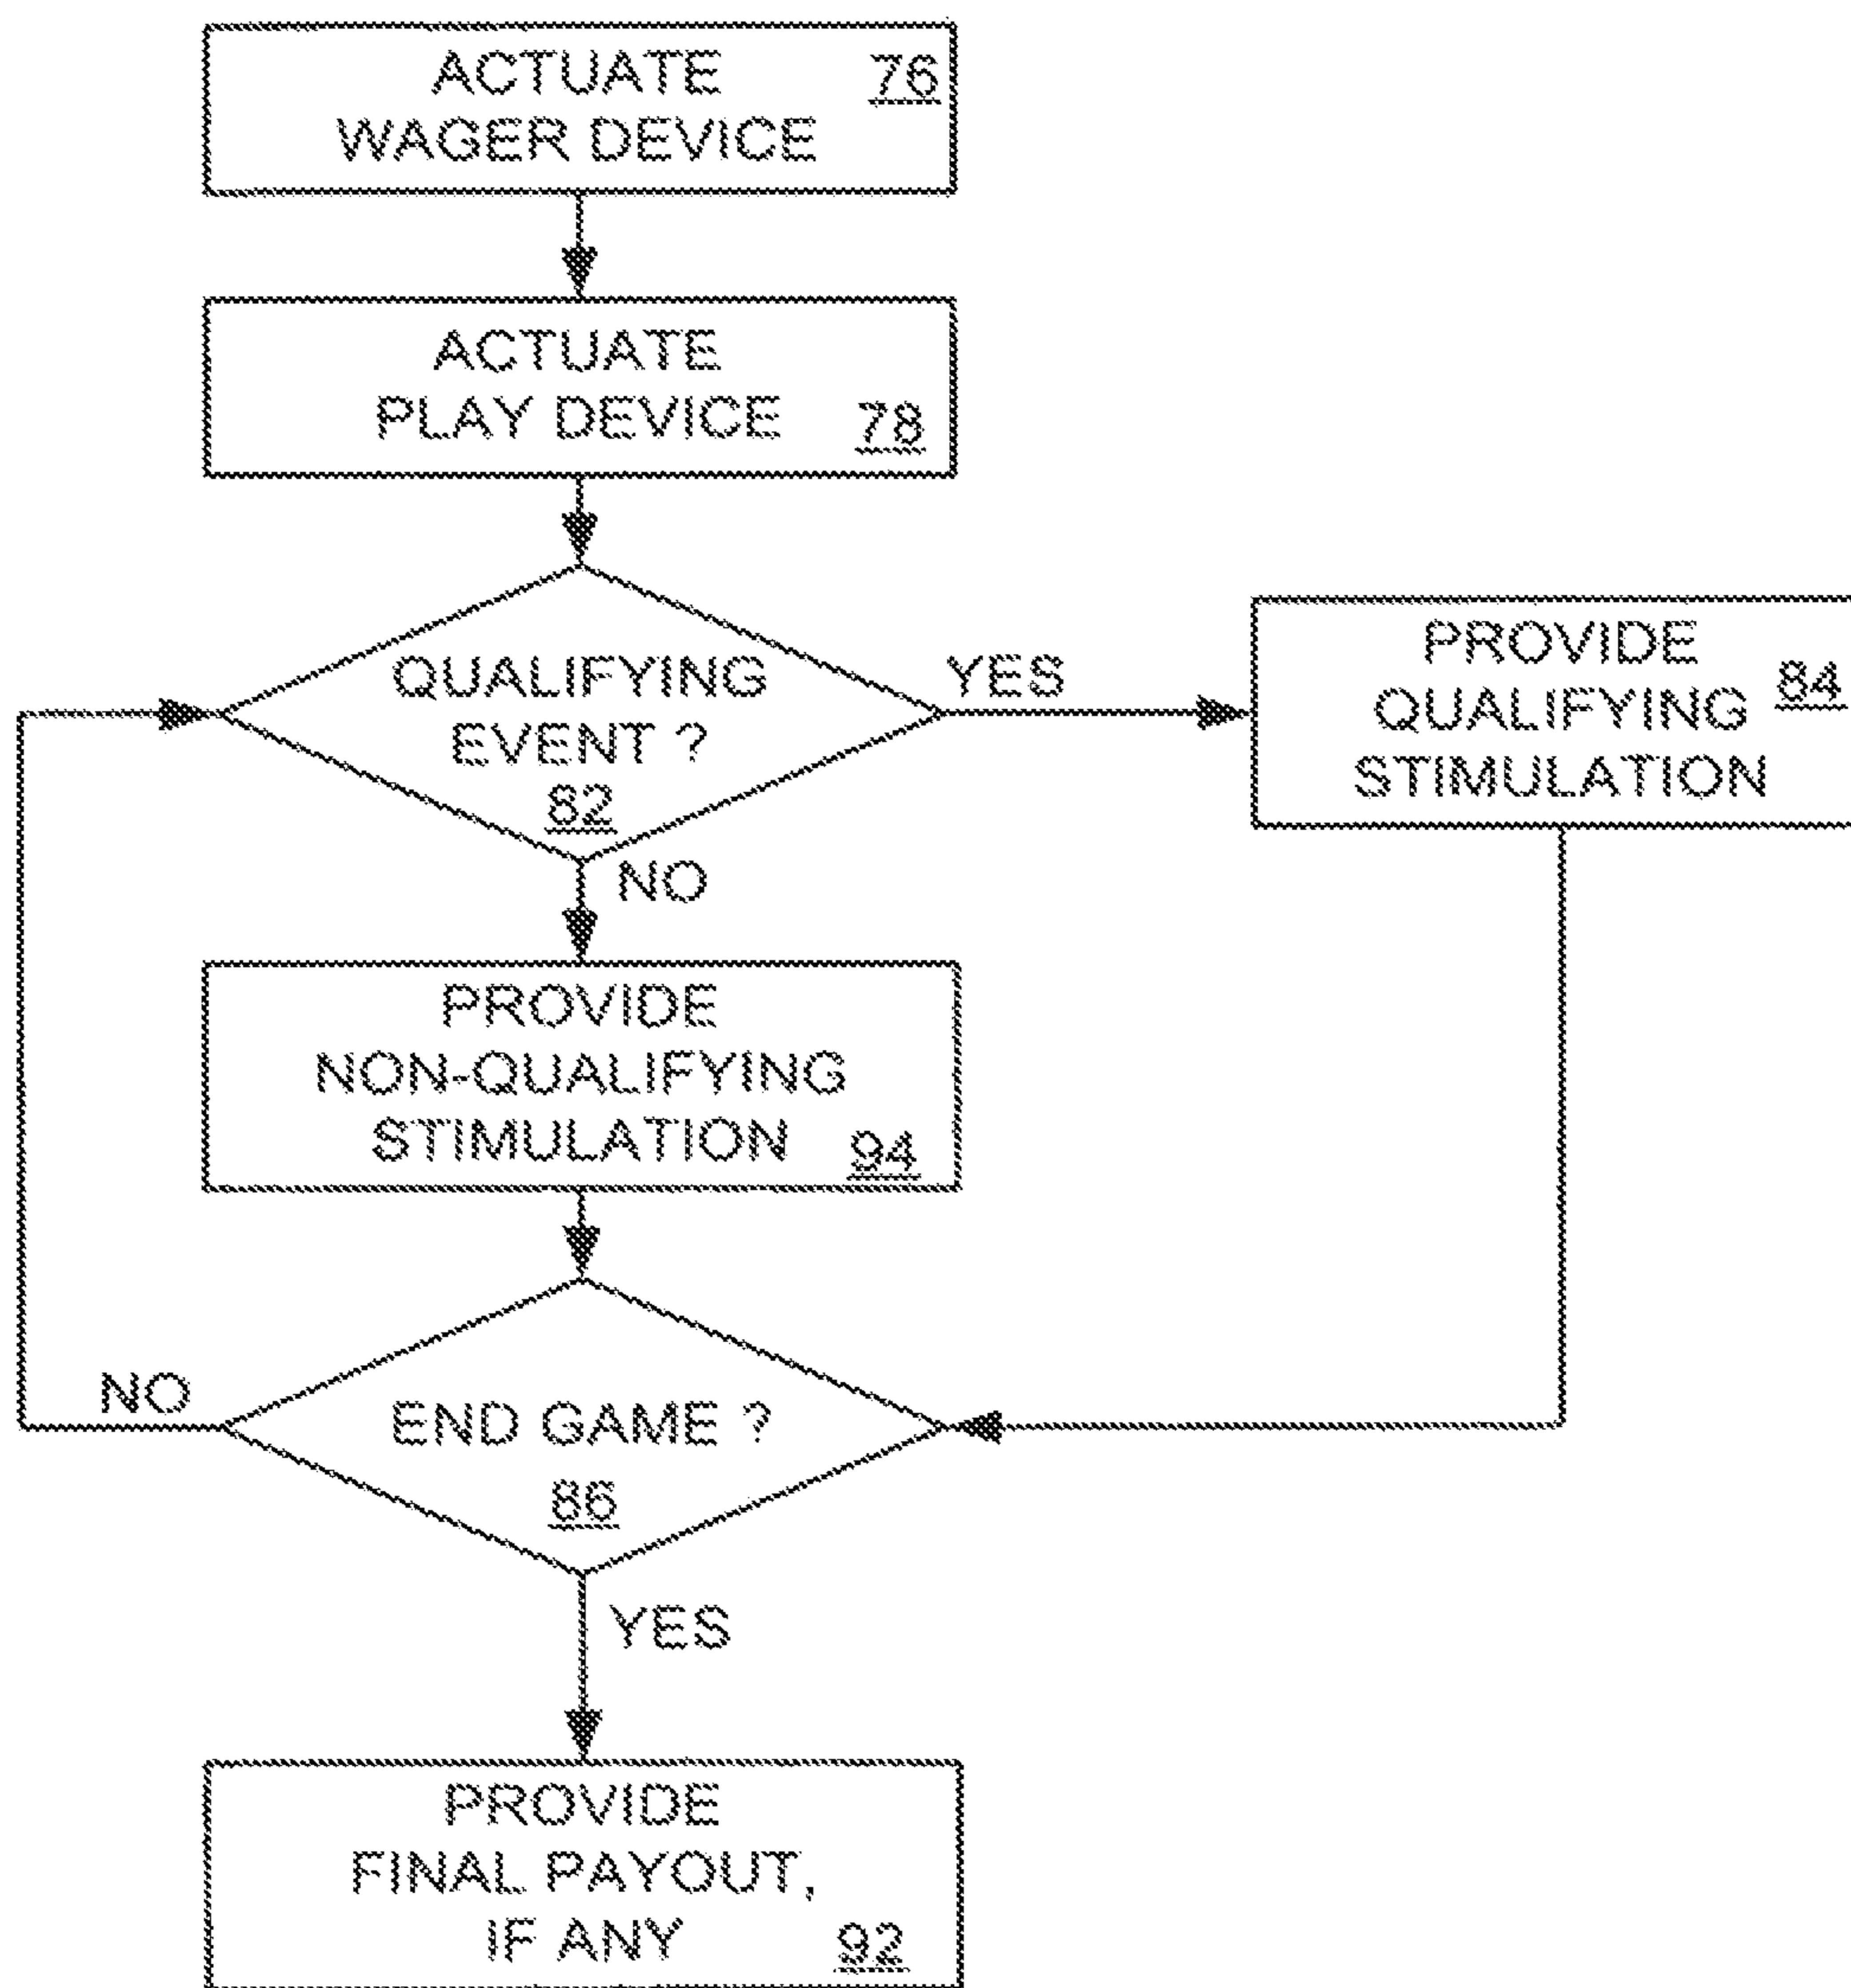 ACTUATE 76
WAGER DEVICE
ACTUATE
PLAY DEVICE 78
QUALIFYING
EVENT ?
82
YES
PROVIDE
QUALIFYING 84
STIMULATION
NO
PROVIDE
NON-QUALIFYING
STIMULATION 94
NO
END GAME ?
86
YES
PROVIDE
FINAL PAYOUT,
IF ANY 92